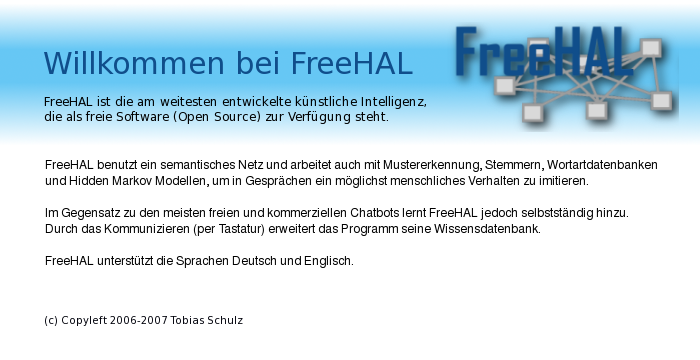 Willkommen bei FreeHAL
FreeHAL
FreeHAL ist die am weitesten entwickelte künstliche Intelligenz,
die als freie Software (Open Source) zur Verfügung steht.
FreeHAL benutzt ein semantisches Netz und arbeitet auch mit Mustererkennung, Stemmern, Wortartdatenbanken
und Hidden Markov Modellen, um in Gesprächen ein möglichst menschliches Verhalten zu imitieren.
Im Gegensatz zu den meisten freien und kommerziellen Chatbots lernt FreeHAL jedoch selbstständig hinzu.
Durch das Kommunizieren (per Tastatur) erweitert das Programm seine Wissensdatenbank.
FreeHAL unterstützt die Sprachen Deutsch und Englisch.
(c) Copyleft 2006-2007 Tobias Schulz